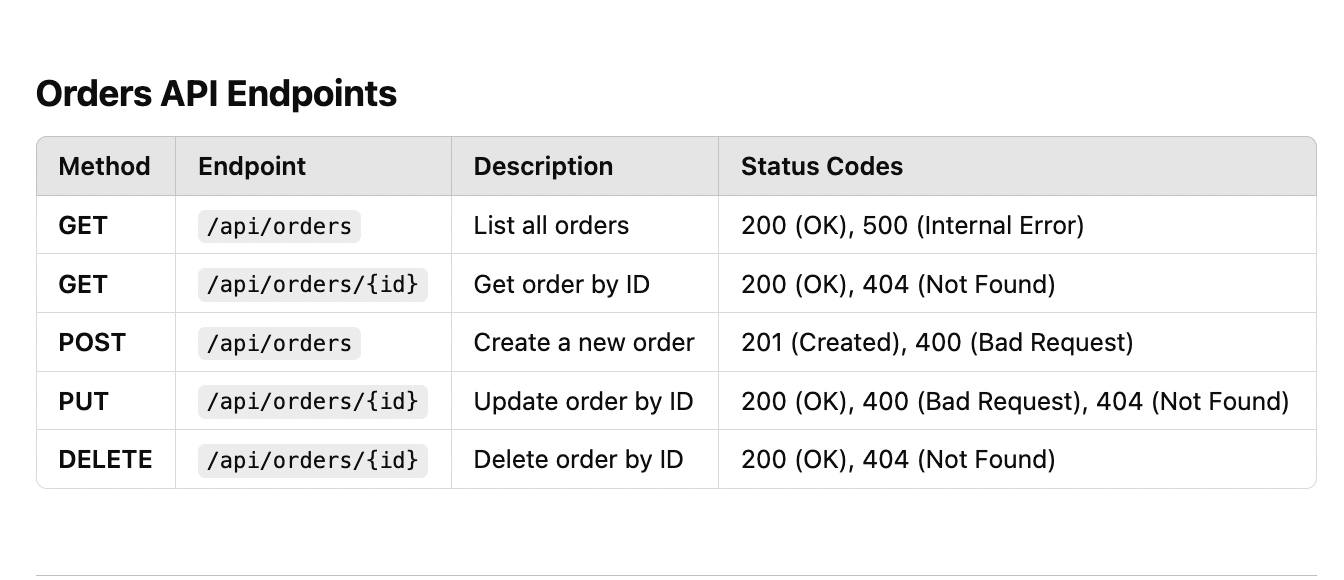 Orders API Endpoints
Method Endpoint Description Status Codes
GET /api/orders List all orders 200 (OK), 500 (Internal Error)
GET /api/orders/{id} Get order by ID 200 (OK), 404 (Not Found)
POST /api/orders Create a new order 201 (Created), 400 (Bad Request)
PUT /api/orders/{id} Update order by ID 200 (OK), 400 (Bad Request), 404 (Not Found)
DELETE /api/orders/{id} Delete order by ID 200 (OK), 404 (Not Found)